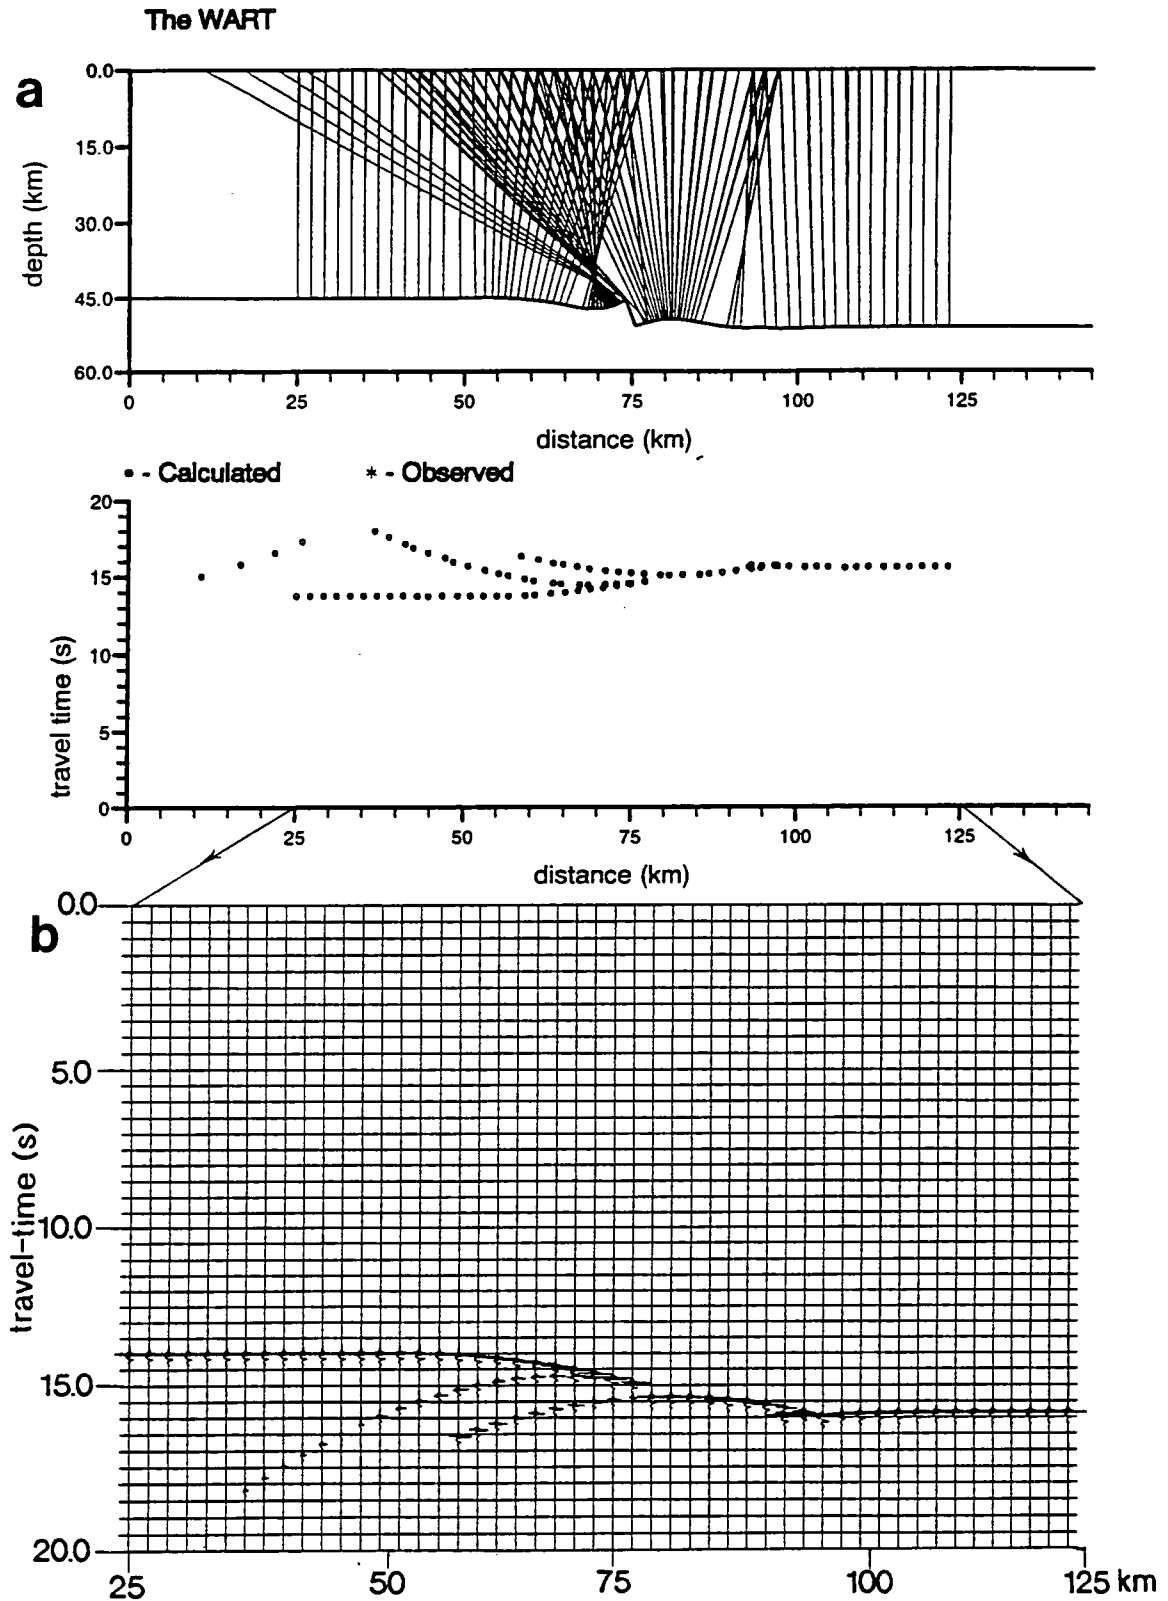 The WART
a
0.0
15.0
30.0
45.0
60.0
depth (km)
0 25 50 75 100 125
distance (km)
• - Calculated * - Observed
20
15
10
5
0
travel time (s)
0 25 50 75 100 125
distance (km)
b
0.0
5.0
10.0
15.0
20.0
travel-time (s)
25 50 75 100 125 km